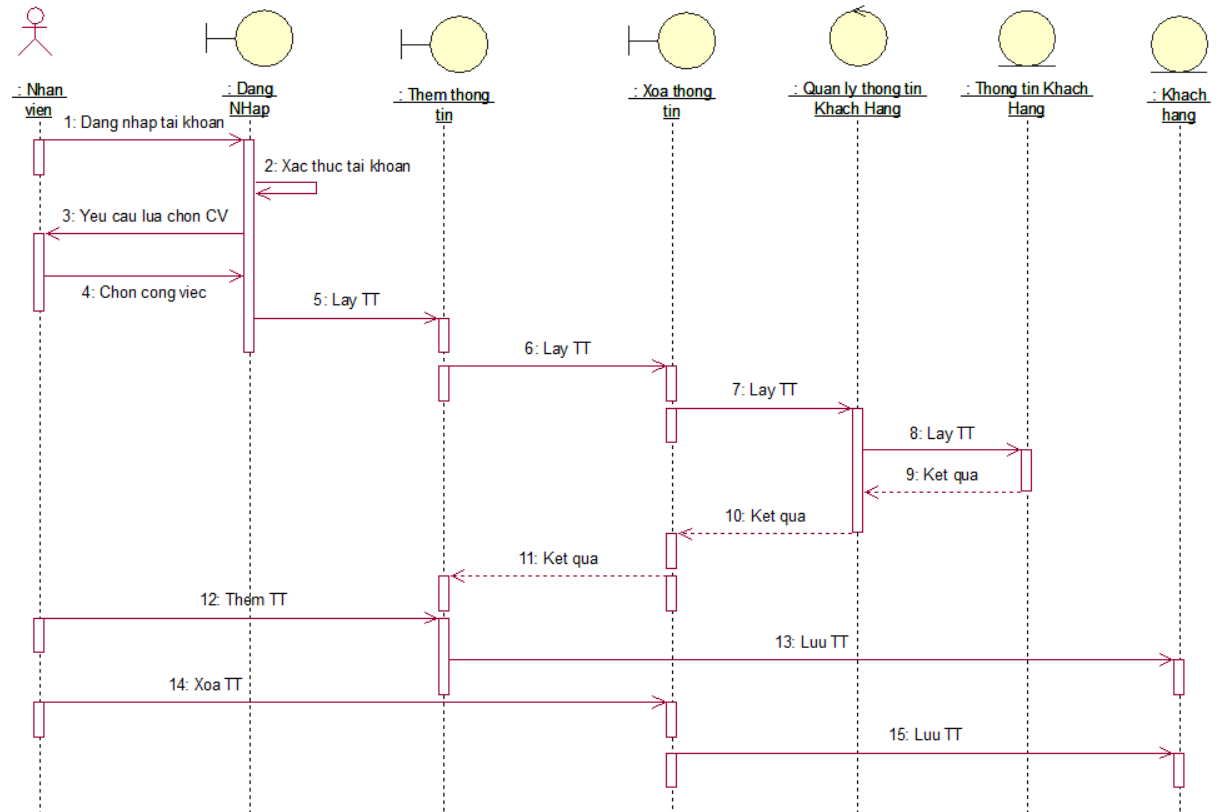 : Nhan
vien
: Dang
NHap
: Them thong
tin
: Xoa thong
tin
: Quan ly thong tin
Khach Hang
: Thong tin Khach
Hang
: Khach
hang
1: Dang nhap tai khoan
2: Xac thuc tai khoan
3: Yeu cau lua chon CV
4: Chon cong viec
5: Lay TT
6: Lay TT
7: Lay TT
8: Lay TT
9: Ket qua
10: Ket qua
11: Ket qua
12: Them TT
13: Luu TT
14: Xoa TT
15: Luu TT